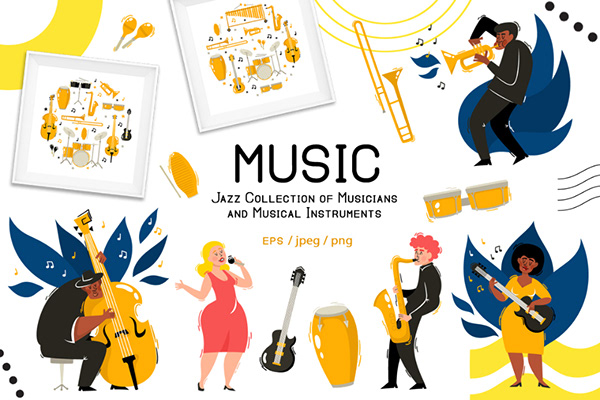 MUSIC
Jazz Collection of Musicians
and Musical Instruments
EPS / jpeg / png